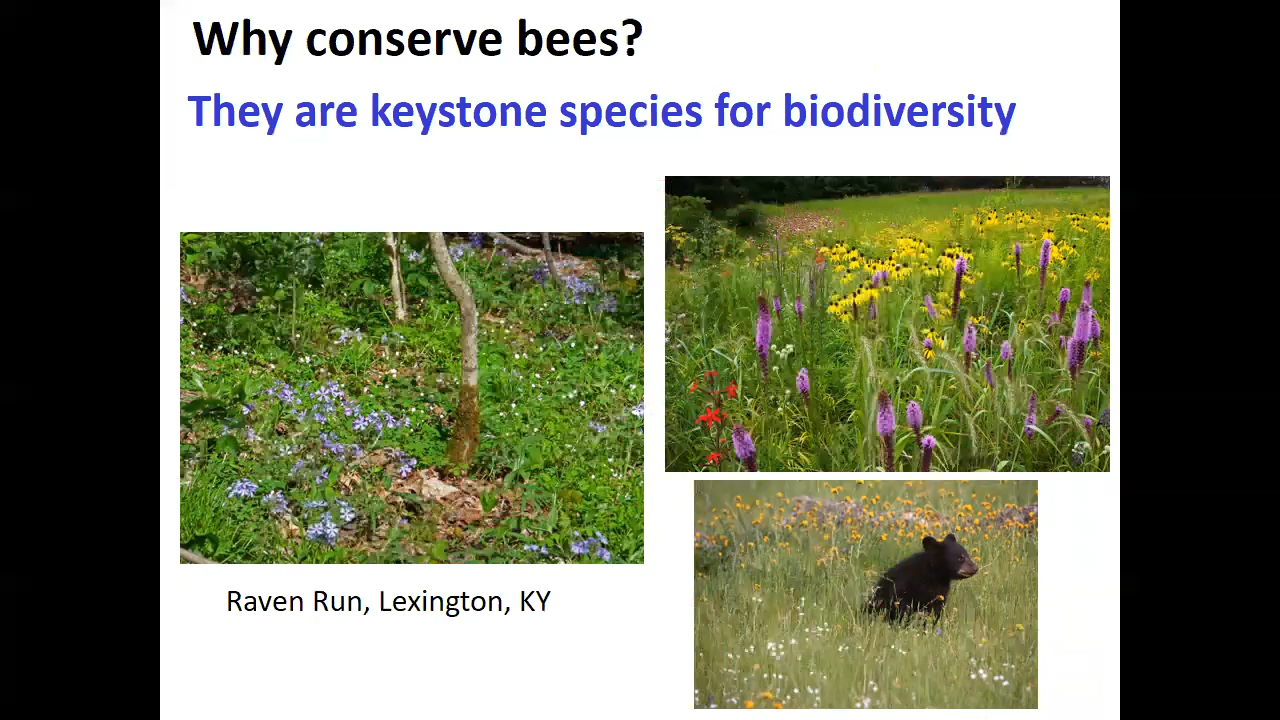 Why conserve bees?
They are keystone species for biodiversity
Raven Run, Lexington, KY